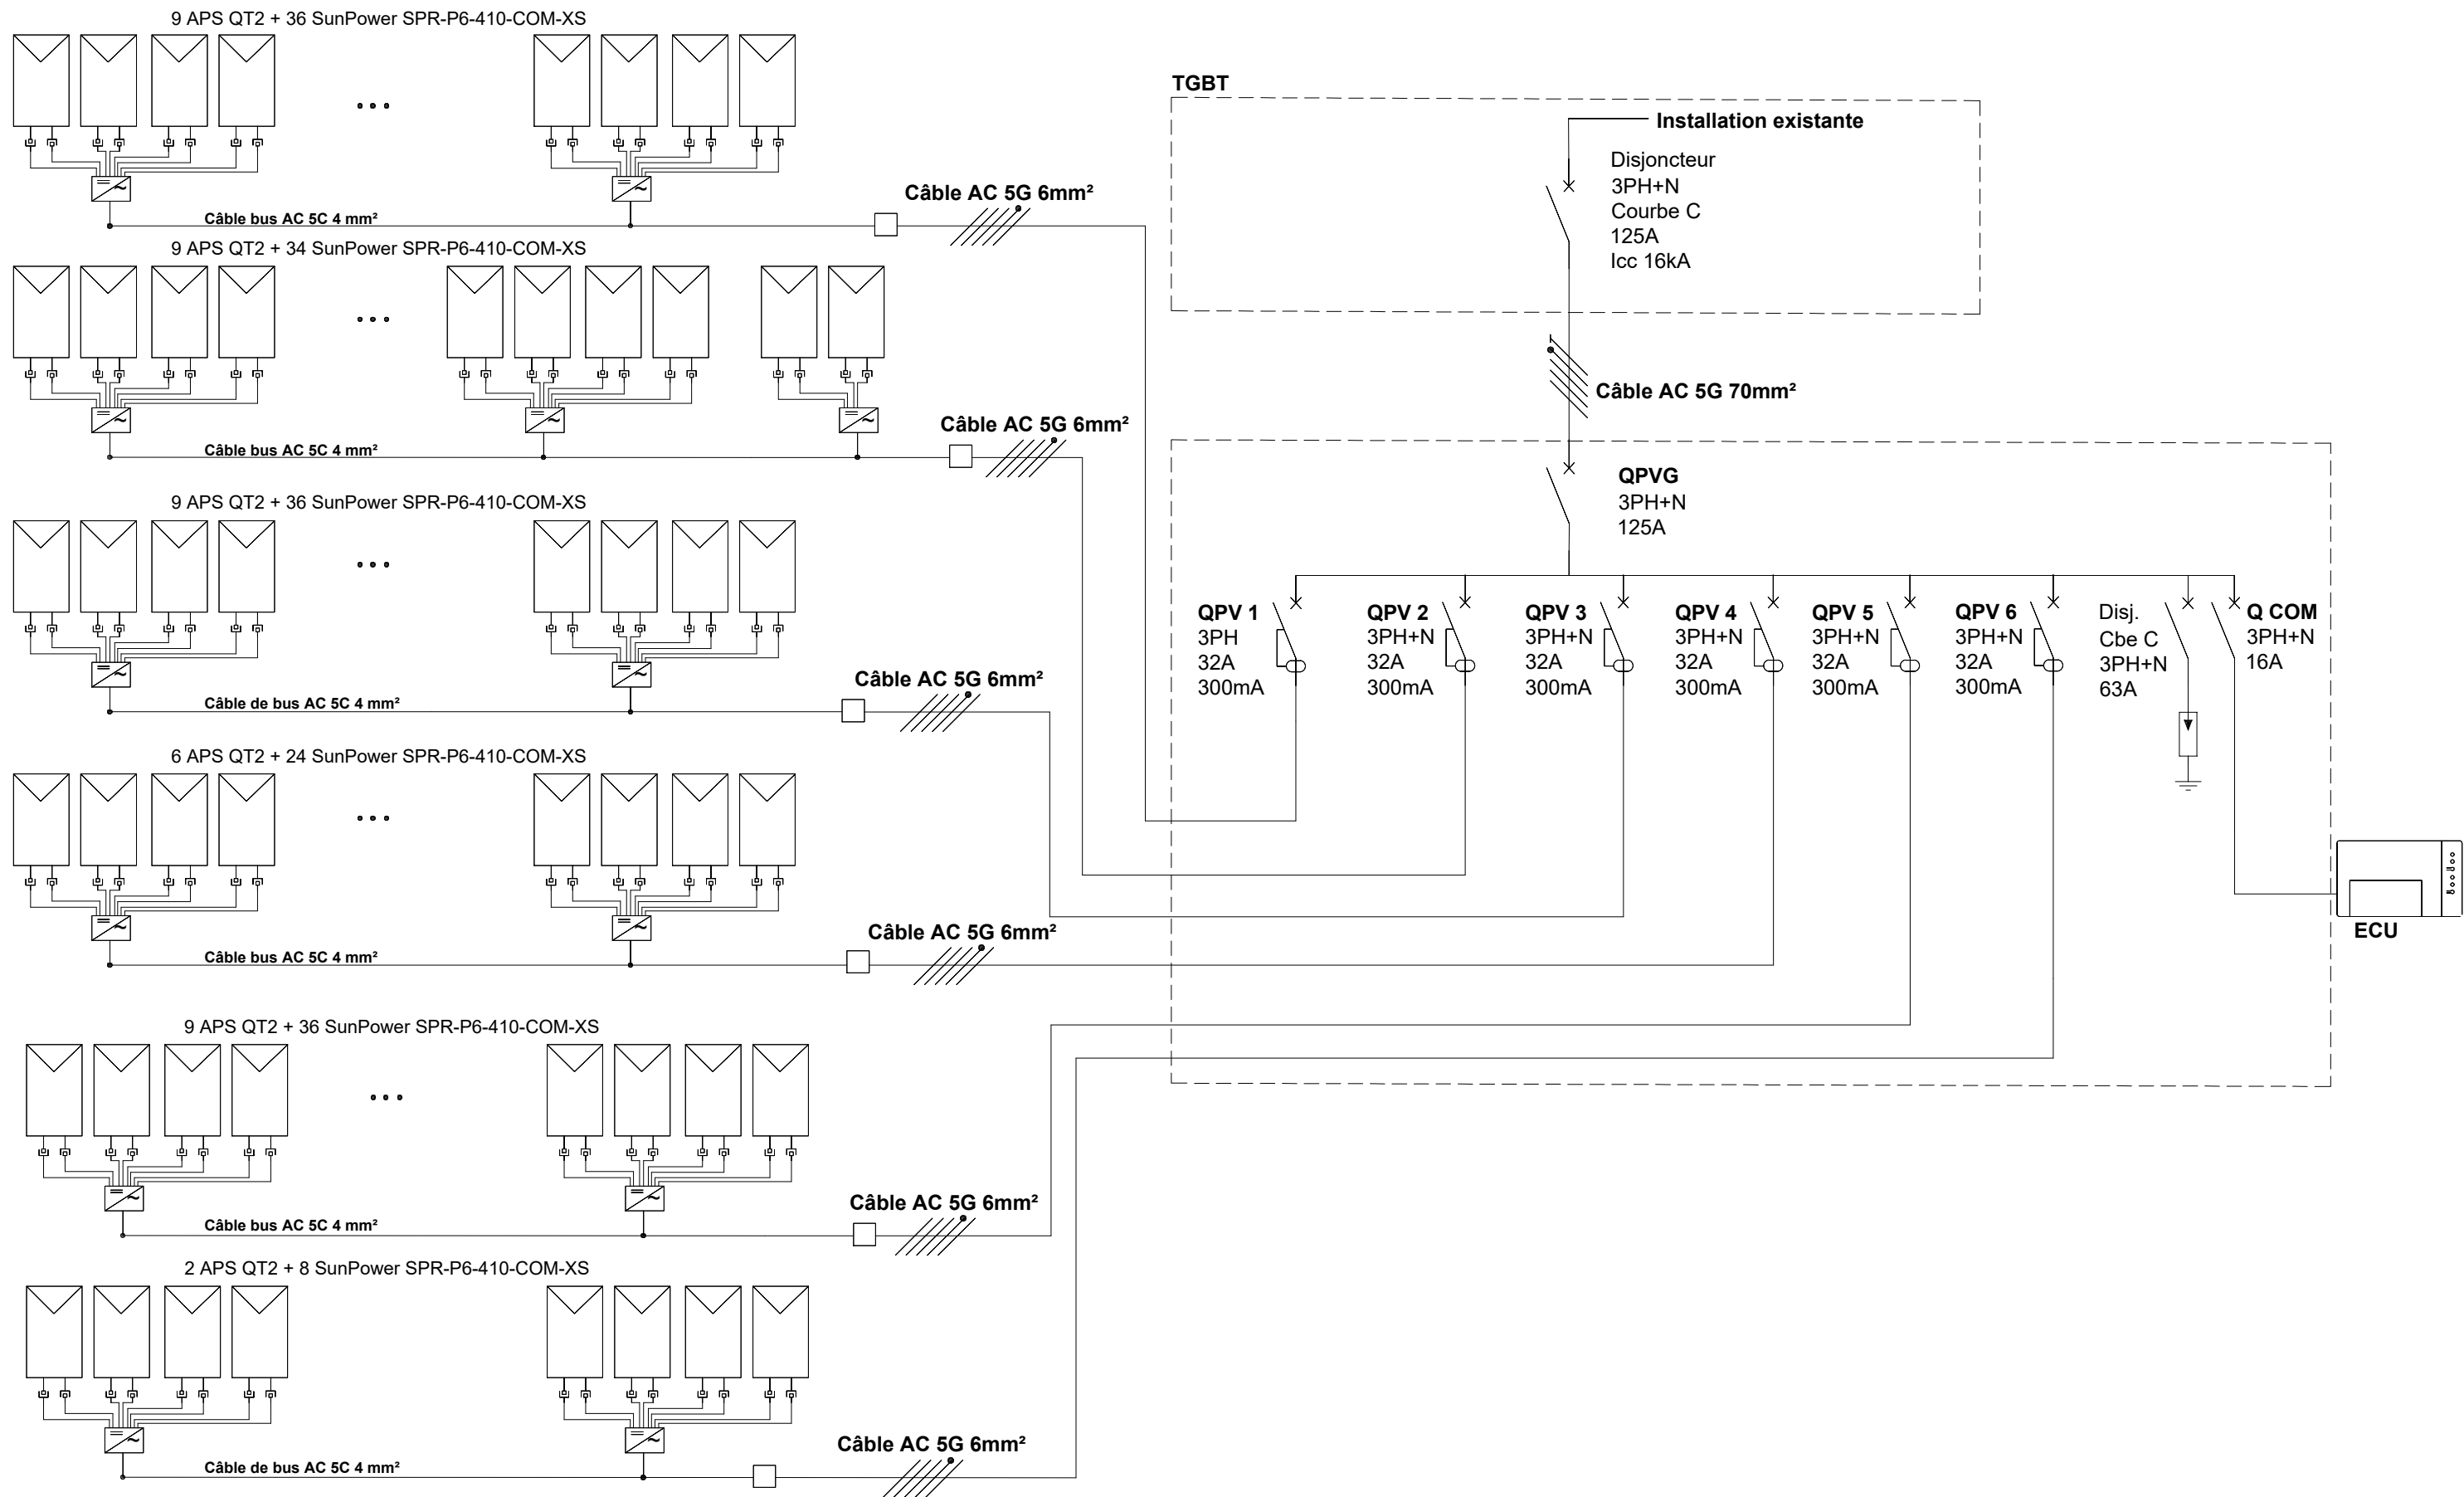 9 APS QT2 + 36 SunPower SPR-P6-410-COM-XS
Câble bus AC 5C 4 mm²
Câble AC 5G 6mm²
9 APS QT2 + 34 SunPower SPR-P6-410-COM-XS
Câble bus AC 5C 4 mm²
Câble AC 5G 6mm²
9 APS QT2 + 36 SunPower SPR-P6-410-COM-XS
Câble de bus AC 5C 4 mm²
Câble AC 5G 6mm²
6 APS QT2 + 24 SunPower SPR-P6-410-COM-XS
Câble bus AC 5C 4 mm²
Câble AC 5G 6mm²
9 APS QT2 + 36 SunPower SPR-P6-410-COM-XS
Câble bus AC 5C 4 mm²
Câble AC 5G 6mm²
2 APS QT2 + 8 SunPower SPR-P6-410-COM-XS
Câble de bus AC 5C 4 mm²
Câble AC 5G 6mm²
TGBT
Installation existante
Disjoncteur
3PH+N
Courbe C
125A
Icc 16kA
Câble AC 5G 70mm²
QPVG
3PH+N
125A
QPV 1
3PH
32A
300mA
QPV 2
3PH+N
32A
300mA
QPV 3
3PH+N
32A
300mA
QPV 4
3PH+N
32A
300mA
QPV 5
3PH+N
32A
300mA
QPV 6
3PH+N
32A
300mA
Disj.
Cbe C
3PH+N
63A
Q COM
3PH+N
16A
ECU